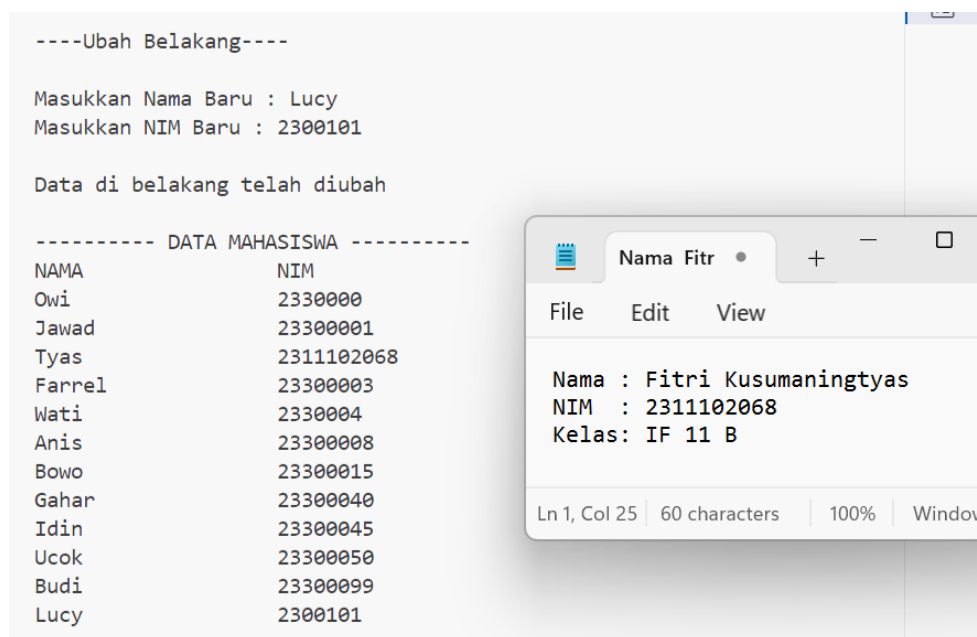 ----Ubah Belakang----
Masukkan Nama Baru : Lucy
Masukkan NIM Baru : 2300101
Data di belakang telah diubah
---------- DATA MAHASISWA ----------
NAMA NIM
Owi 2330000
Jawad 23300001
Tyas 2311102068
Farrel 23300003
Wati 2330004
Anis 23300008
Bowo 23300015
Gahar 23300040
Idin 23300045
Ucok 23300050
Budi 23300099
Lucy 2300101
Nama Fitr
File Edit View
Nama : Fitri Kusumaningtyas
NIM : 2311102068
Kelas: IF 11 B
Ln 1, Col 25 60 characters 100%